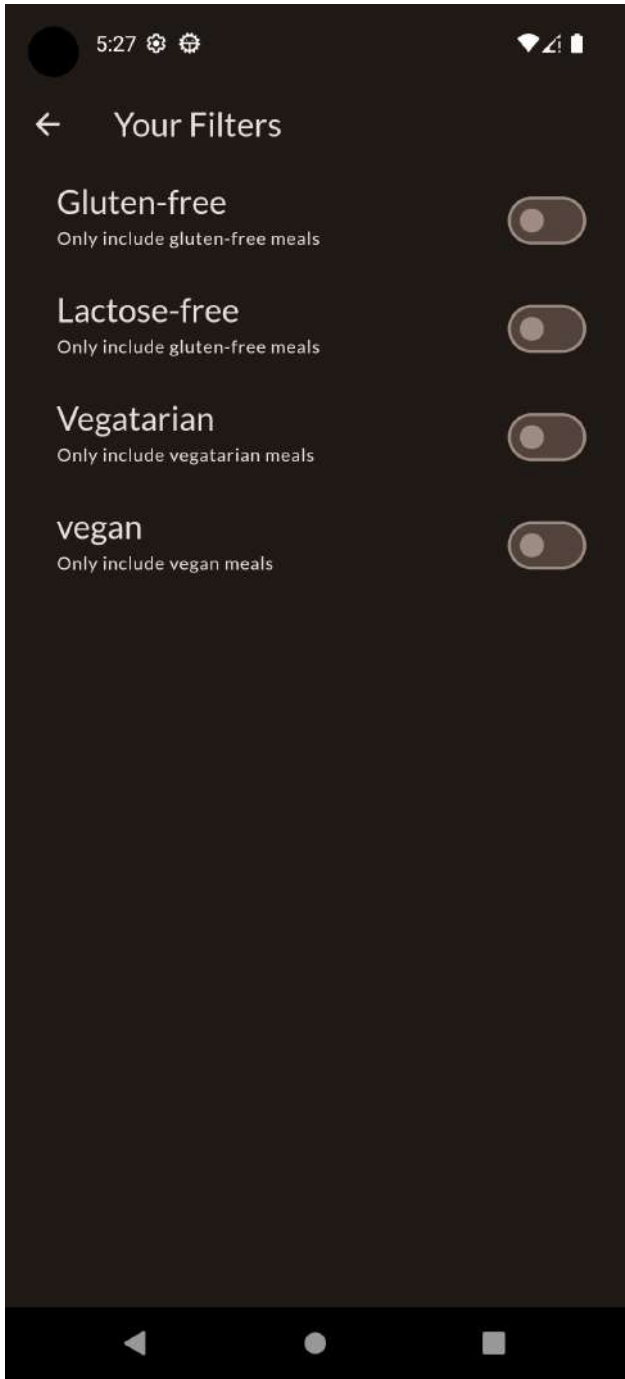 5:27
Your Filters
Gluten-free
Only include gluten-free meals
Lactose-free
Only include gluten-free meals
Vegatarian
Only include vegatarian meals
vegan
Only include vegan meals